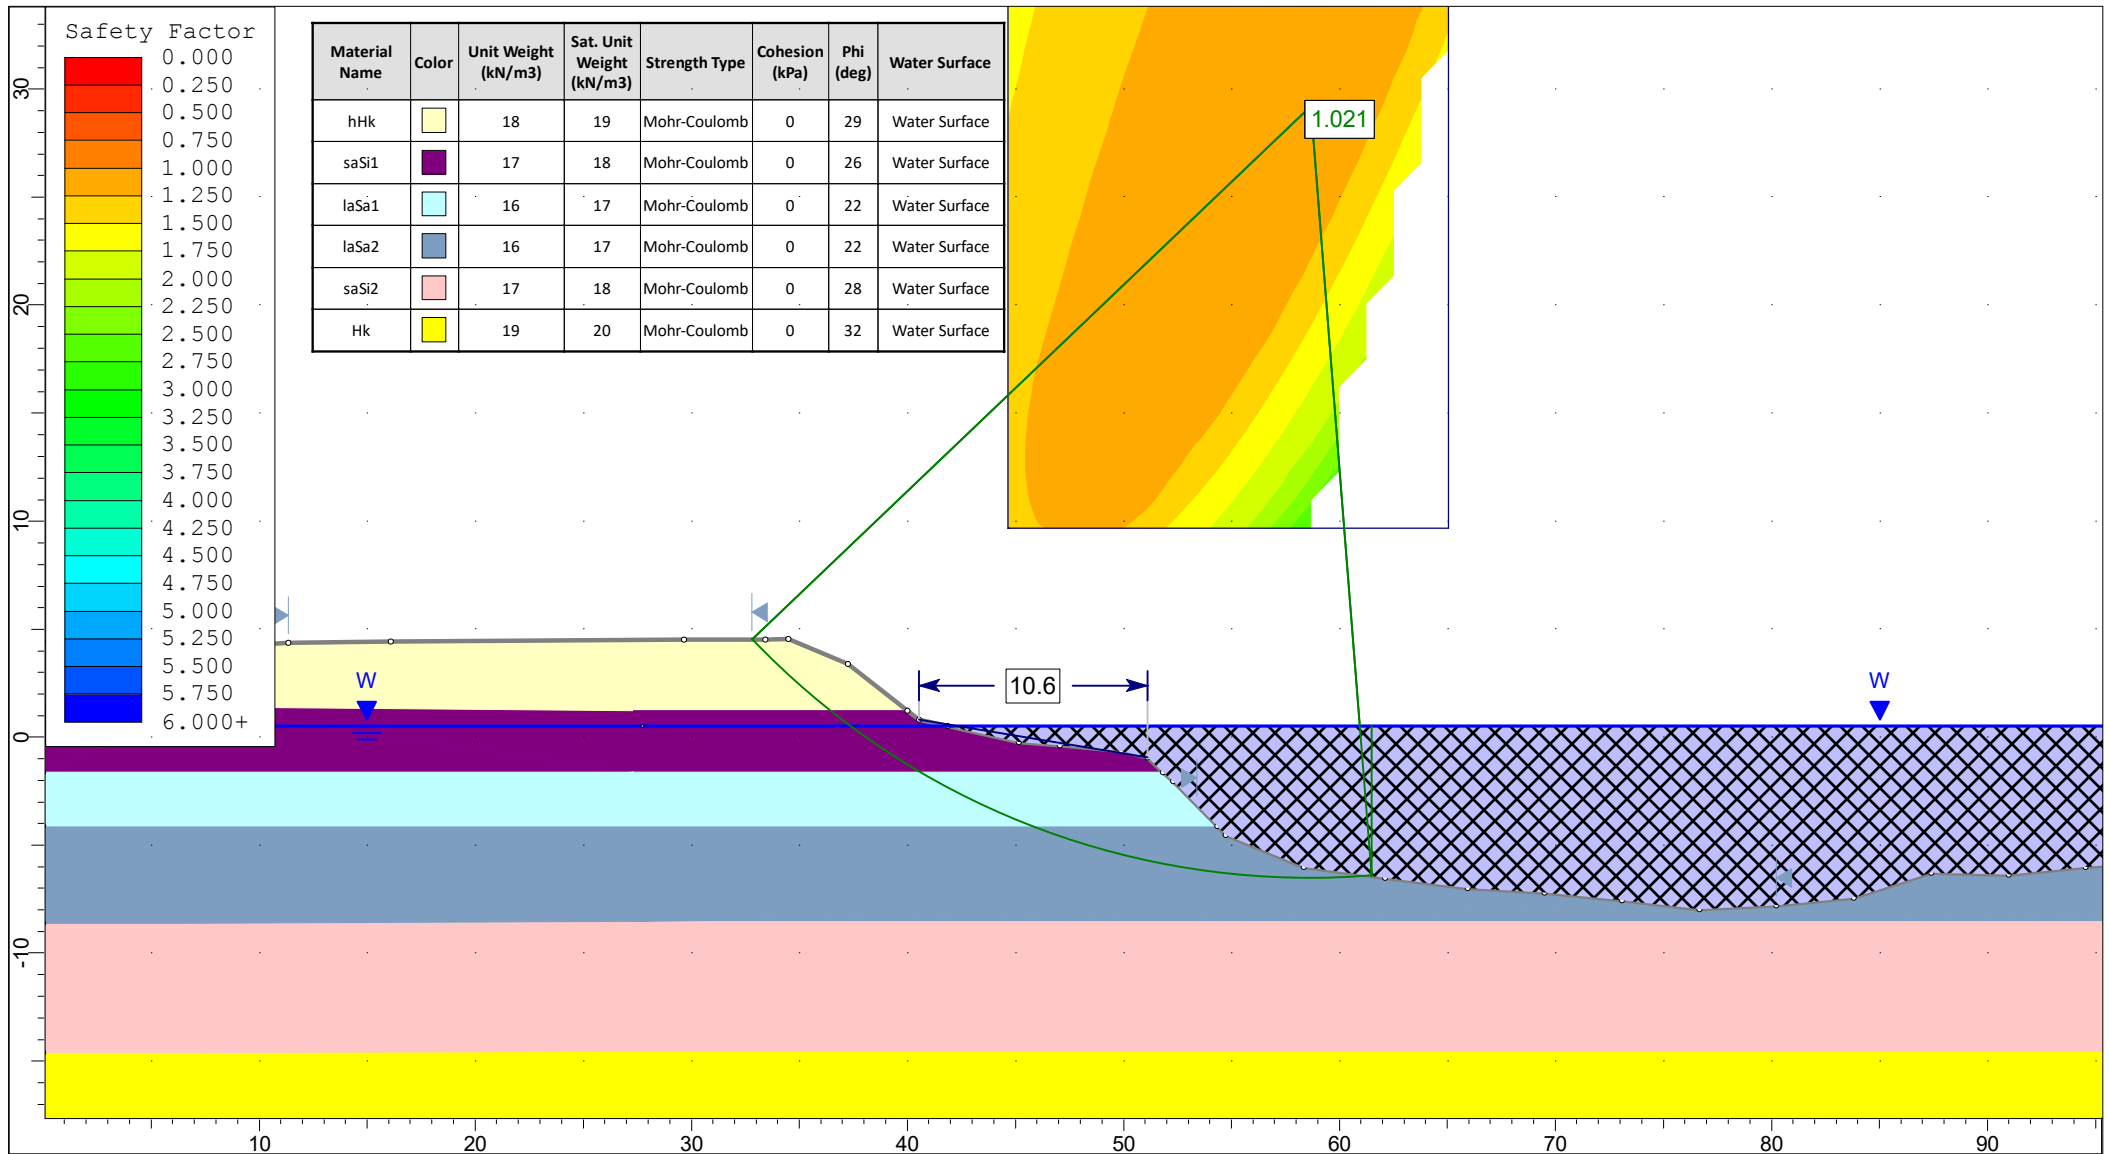 Safety Factor
0.000
0.250
0.500
0.750
1.000
1.250
1.500
1.750
2.000
2.250
2.500
2.750
3.000
3.250
3.500
3.750
4.000
4.250
4.500
4.750
5.000
5.250
5.500
5.750
6.000+
Material Name Color Unit Weight (kN/m3) Sat. Unit Weight (kN/m3) Strength Type Cohesion (kPa) Phi (deg) Water Surface
hHk 18 19 Mohr-Coulomb 0 29 Water Surface
saSi1 17 18 Mohr-Coulomb 0 26 Water Surface
laSa1 16 17 Mohr-Coulomb 0 22 Water Surface
laSa2 16 17 Mohr-Coulomb 0 22 Water Surface
saSi2 17 18 Mohr-Coulomb 0 28 Water Surface
Hk 19 20 Mohr-Coulomb 0 32 Water Surface
1.021
10.6
W
W
30
20
10
0
-10
10 20 30 40 50 60 70 80 90